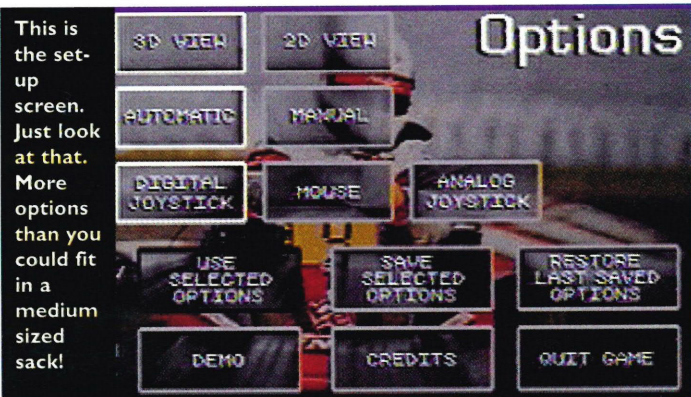 This is
the set-
up
screen.
Just look
at that.
More
options
than you
could fit
in a
medium
sized
sack!
Options
3D VIEW
2D VIEW
AUTOMATIC
MANUAL
DIGITAL
JOYSTICK
MOUSE
ANALOG
JOYSTICK
USE
SELECTED
OPTIONS
SAVE
SELECTED
OPTIONS
RESTORE
LAST SAVED
OPTIONS
DEMO
CREDITS
QUIT GAME